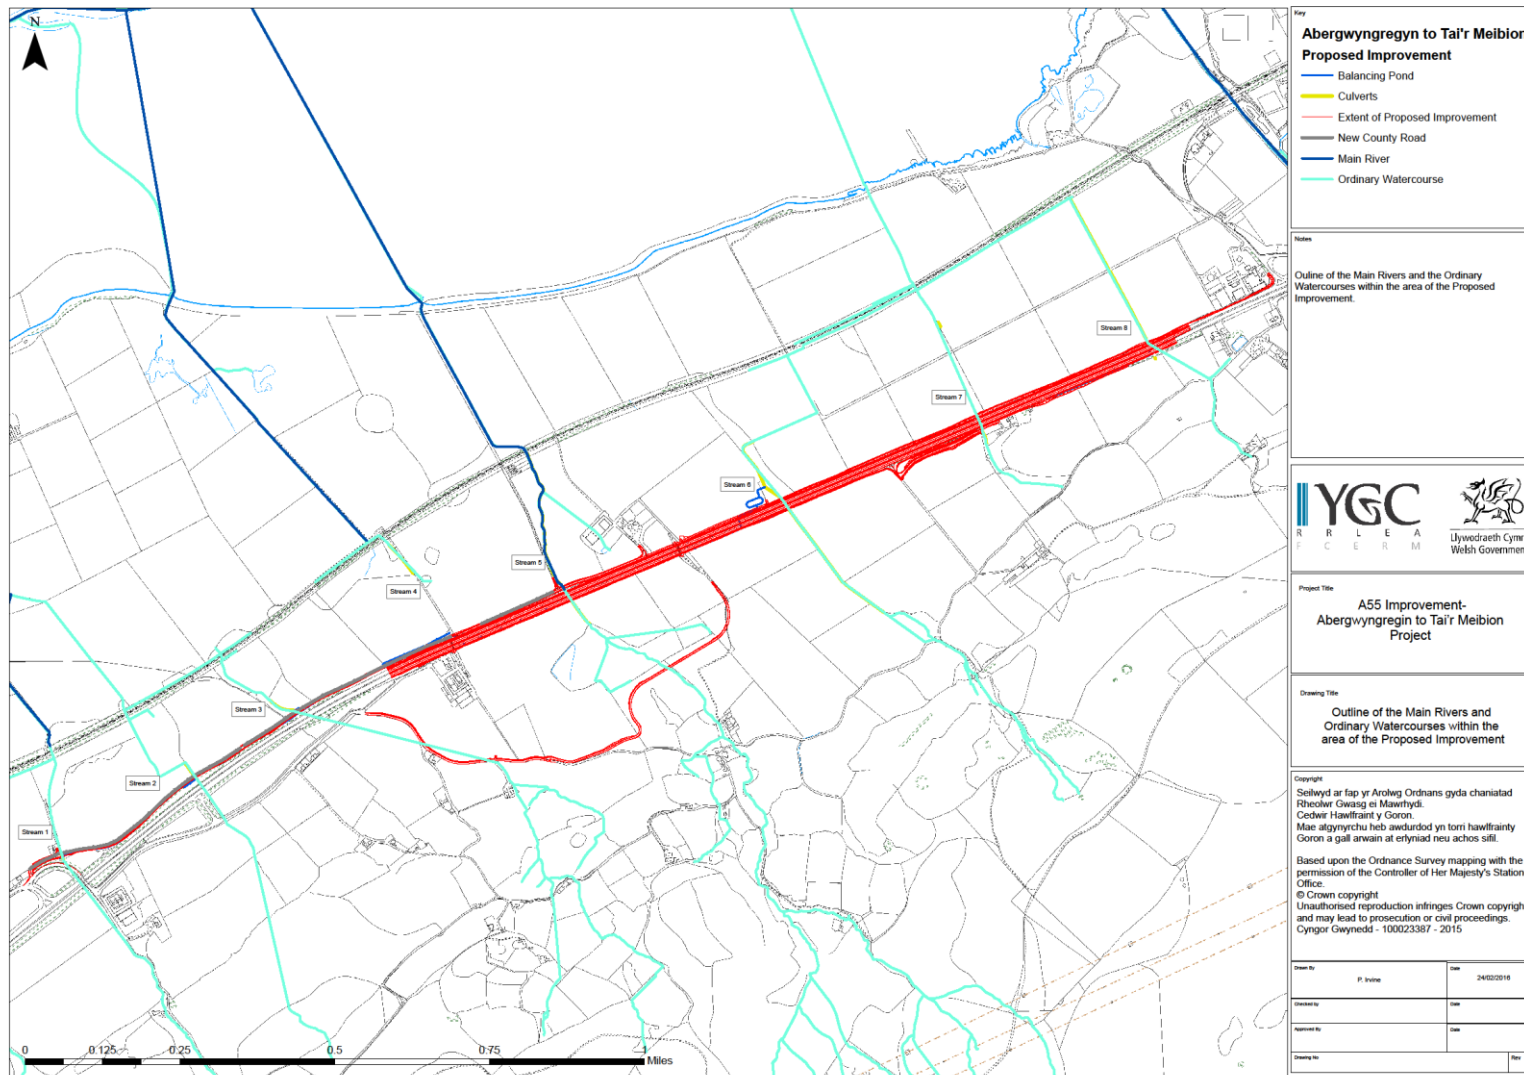 N
Stream 1
Stream 2
Stream 3
Stream 4
Stream 5
Stream 6
Stream 7
Stream 8
0 0.125 0.25 0.5 0.75 1
Miles
Key
Abergwyngregyn to Tai'r Meibion
Proposed Improvement
Balancing Pond
Culverts
Extent of Proposed Improvement
New County Road
Main River
Ordinary Watercourse
Notes
Ouline of the Main Rivers and the Ordinary
Watercourses within the area of the Proposed
Improvement.
YGC
R R L E A
F C E R M
Llywodraeth Cymr
Welsh Governmen
Project Title
A55 Improvement-
Abergwyngregin to Tai'r Meibion
Project
Drawing Title
Outline of the Main Rivers and
Ordinary Watercourses within the
area of the Proposed Improvement
Copyright
Seilwyd ar fap yr Arolwg Ordnans gyda chaniatad
Rheolwr Gwasg ei Mawrhydi.
Cedwir Hawlfraint y Goron.
Mae atgynyrchu heb awdurdod yn torri hawlfrainty
Goron a gall arwain at erlyniad neu achos sifil.
Based upon the Ordnance Survey mapping with the
permission of the Controller of Her Majesty's Station
Office.
© Crown copyright
Unauthorised reproduction infringes Crown copyrigh
and may lead to prosecution or civil proceedings.
Cyngor Gwynedd - 100023387 - 2015
Drawn By
P. Irvine
Date
24/02/2016
Checked by
Date
Approved By
Date
Drawing No
Rev